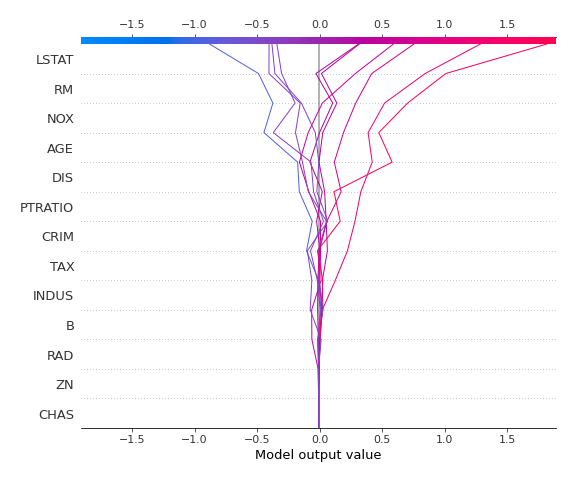 −1.5 −1.0 −0.5 0.0 0.5 1.0 1.5
LSTAT
RM
NOX
AGE
DIS
PTRATIO
CRIM
TAX
INDUS
B
RAD
ZN
CHAS
−1.5 −1.0 −0.5 0.0 0.5 1.0 1.5
Model output value